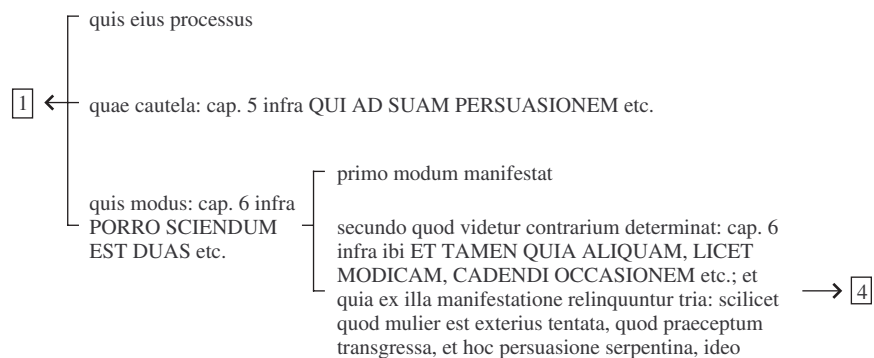 quis eius processus
1
quae cautela: cap. 5 infra QUI AD SUAM PERSUASIONEM etc.
quis modus: cap. 6 infra
PORRO SCIENDUM
EST DUAS etc.
primo modum manifestat
secundo quod videtur contrarium determinat: cap. 6
infra ibi ET TAMEN QUIA ALIQUAM, LICET
MODICAM, CADENDI OCCASIONEM etc.; et
quia ex illa manifestatione relinquuntur tria: scilicet
quod mulier est exterius tentata, quod praeceptum
transgressa, et hoc persuasione serpentina, ideo
4